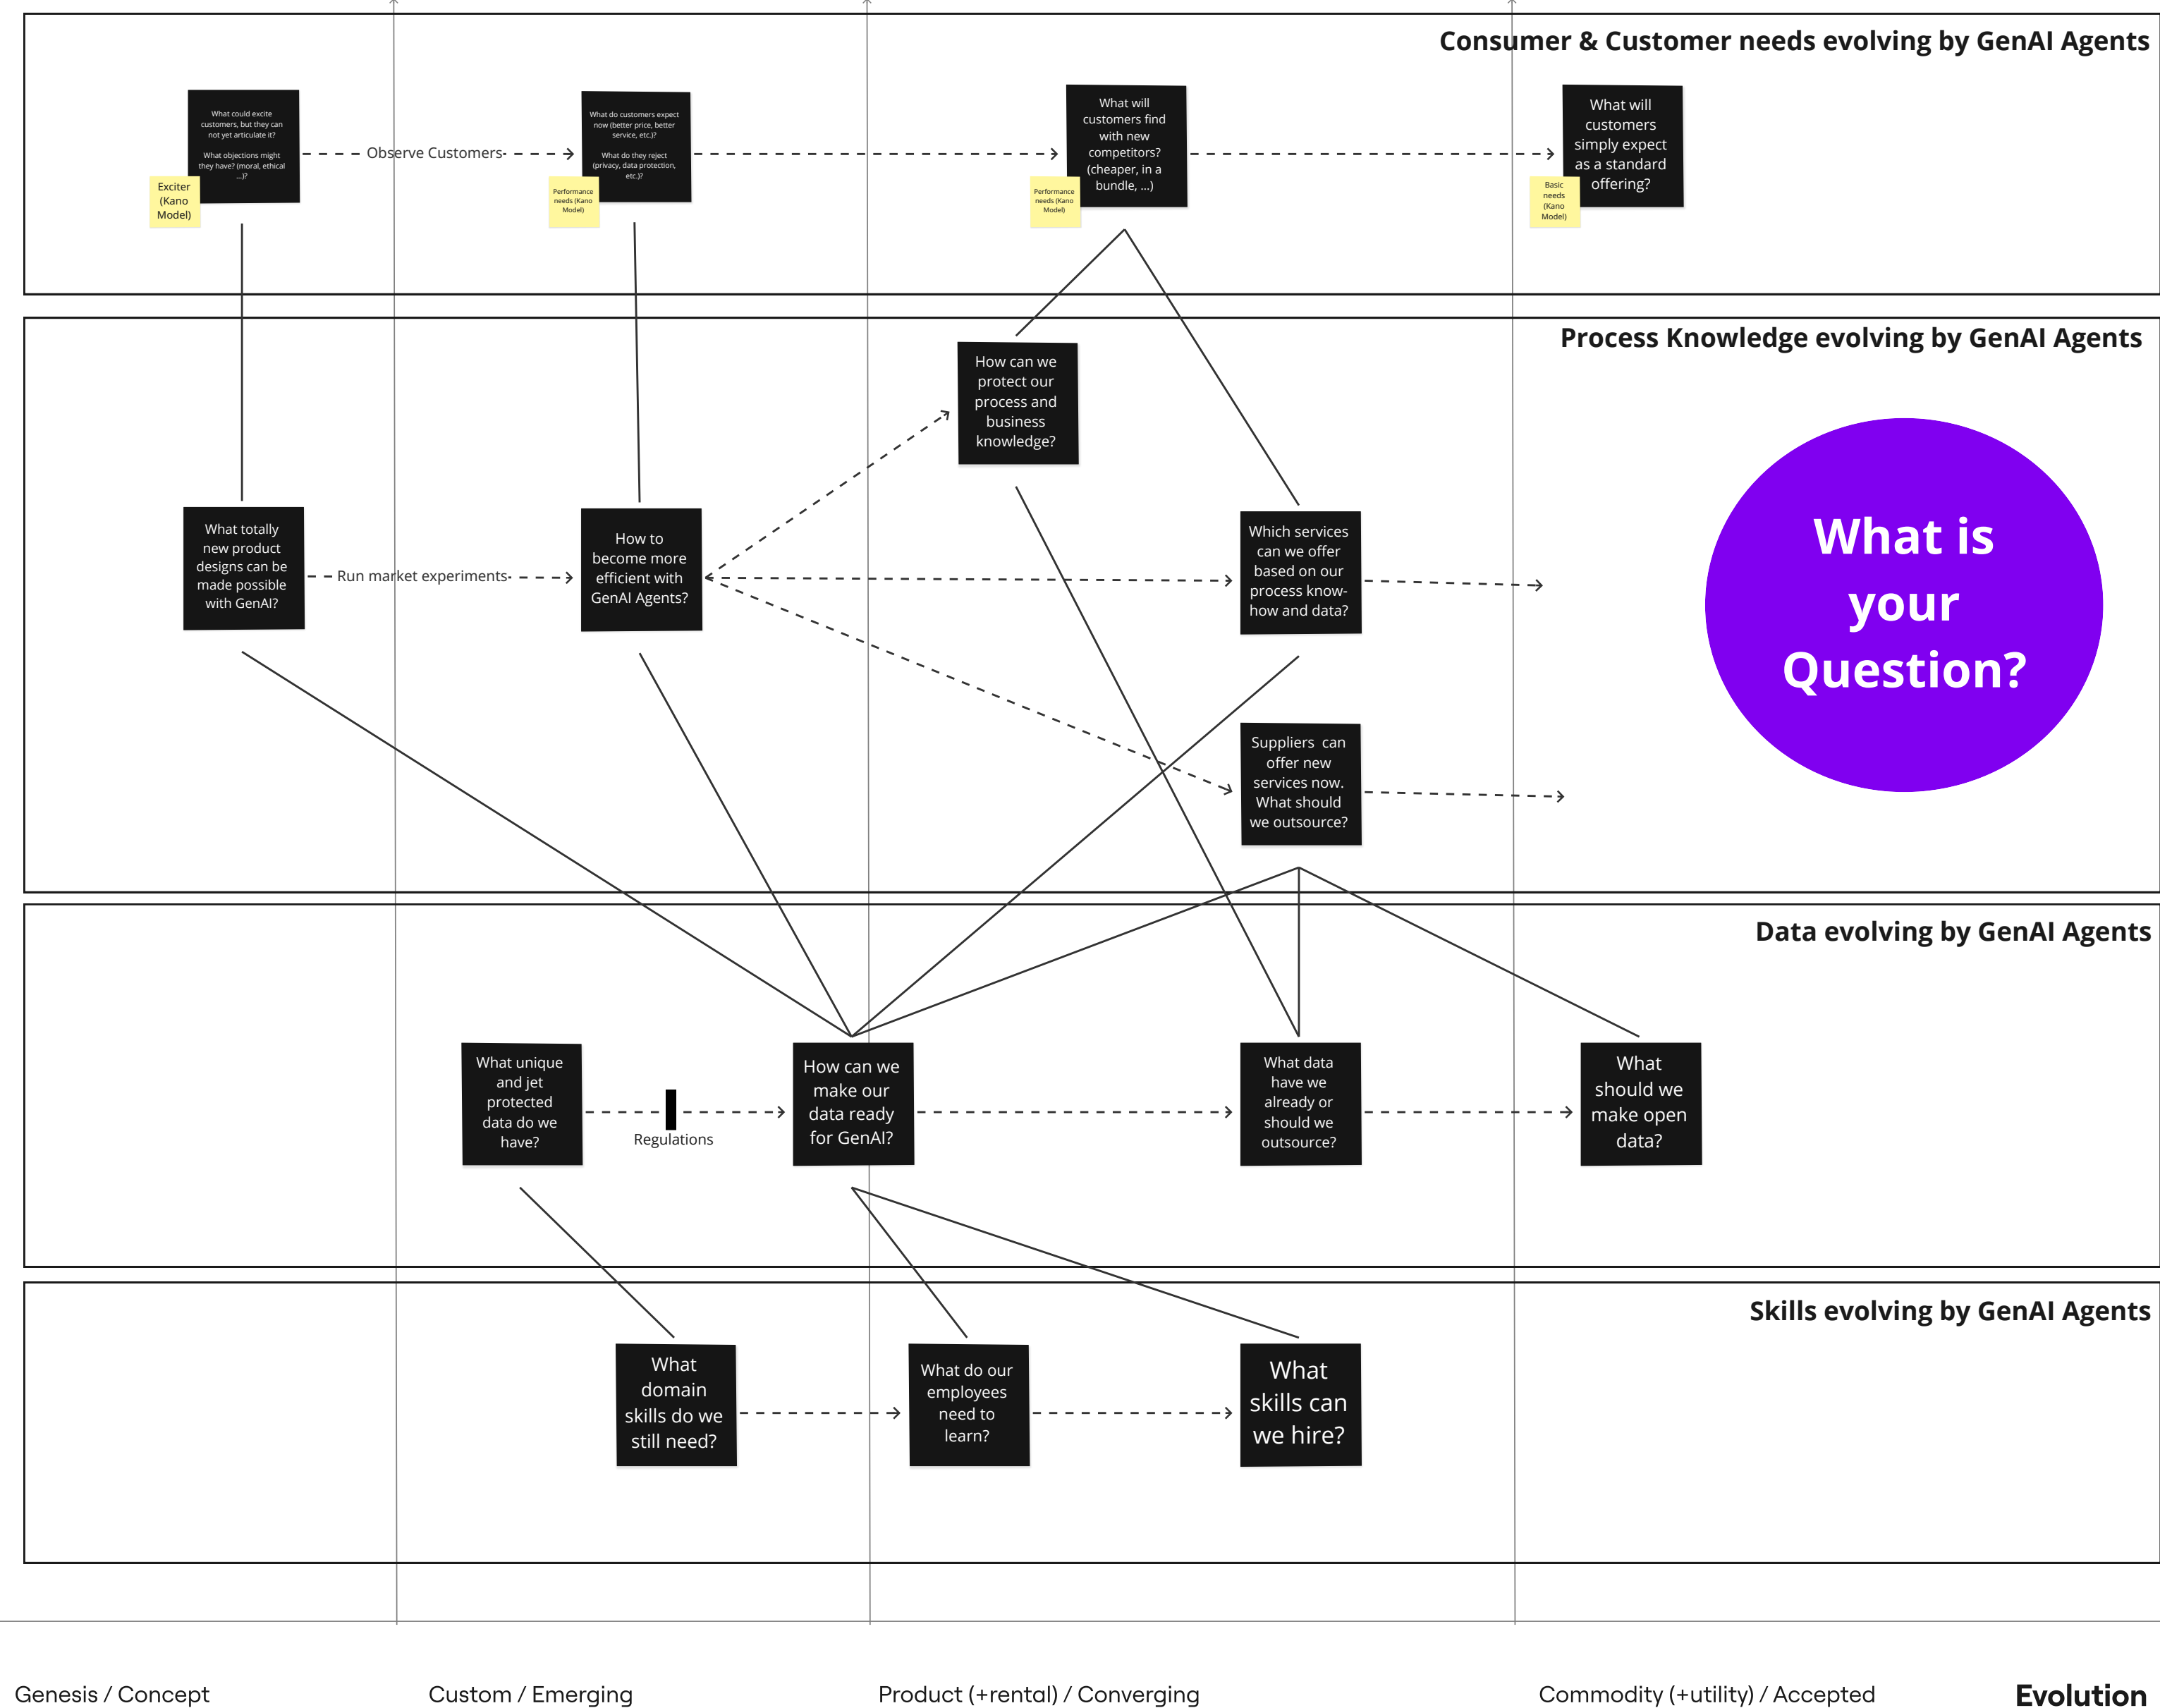 Consumer & Customer needs evolving by GenAI Agents
What could excite
customers, but they can
not yet articulate it?
What objections might
they have? (moral, ethical
...)?
Exciter
(Kano
Model)
Observe Customers
What do customers expect
now (better price, better
service, etc.)?
What do they reject
(privacy, data protection,
etc.)?
Performance
needs (Kano
Model)
What will
customers find
with new
competitors?
(cheaper, in a
bundle, ...)
Performance
needs (Kano
Model)
What will
customers
simply expect
as a standard
offering?
Basic
needs
(Kano
Model)
Process Knowledge evolving by GenAI Agents
How can we
protect our
process and
business
knowledge?
What totally
new product
designs can be
made possible
with GenAI?
Run market experiments
How to
become more
efficient with
GenAI Agents?
Which services
can we offer
based on our
process know-
how and data?
What is
your
Question?
Suppliers can
offer new
services now.
What should
we outsource?
Data evolving by GenAI Agents
What unique
and jet
protected
data do we
have?
Regulations
How can we
make our
data ready
for GenAI?
What data
have we
already or
should we
outsource?
What
should we
make open
data?
Skills evolving by GenAI Agents
What
domain
skills do we
still need?
What do our
employees
need to
learn?
What
skills can
we hire?
Genesis / Concept
Custom / Emerging
Product (+rental) / Converging
Commodity (+utility) / Accepted
Evolution